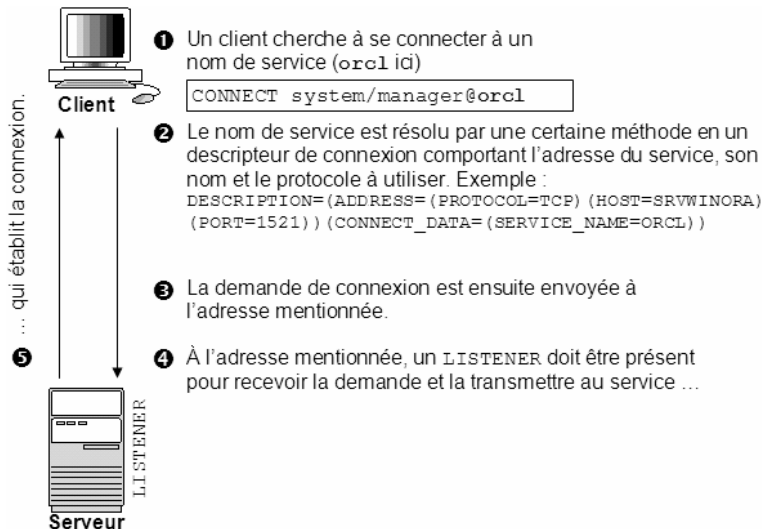 ❶ Un client cherche à se connecter à un
nom de service (orcl ici)
CONNECT system/manager@orcl
Client
❷ Le nom de service est résolu par une certaine méthode en un
descripteur de connexion comportant l'adresse du service, son
nom et le protocole à utiliser. Exemple :
DESCRIPTION=(ADDRESS=(PROTOCOL=TCP)(HOST=SRVWINORA)
(PORT=1521))(CONNECT_DATA=(SERVICE_NAME=ORCL))
❸ La demande de connexion est ensuite envoyée à
l'adresse mentionnée.
❹ À l'adresse mentionnée, un LISTENER doit être présent
pour recevoir la demande et la transmettre au service …
❺ … qui établit la connexion.
LISTENER
Serveur